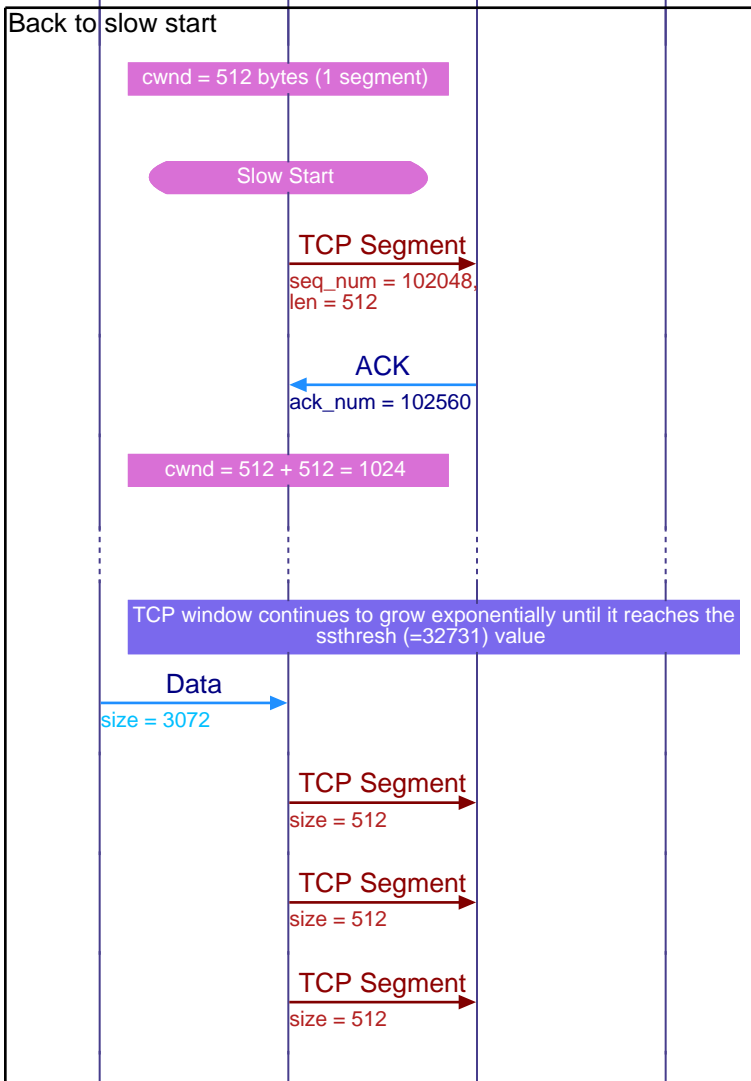 Back to slow start
cwnd = 512 bytes (1 segment)
Slow Start
TCP Segment
seq_num = 102048,
len = 512
ACK
ack_num = 102560
cwnd = 512 + 512 = 1024
TCP window continues to grow exponentially until it reaches the
ssthresh (=32731) value
Data
size = 3072
TCP Segment
size = 512
TCP Segment
size = 512
TCP Segment
size = 512